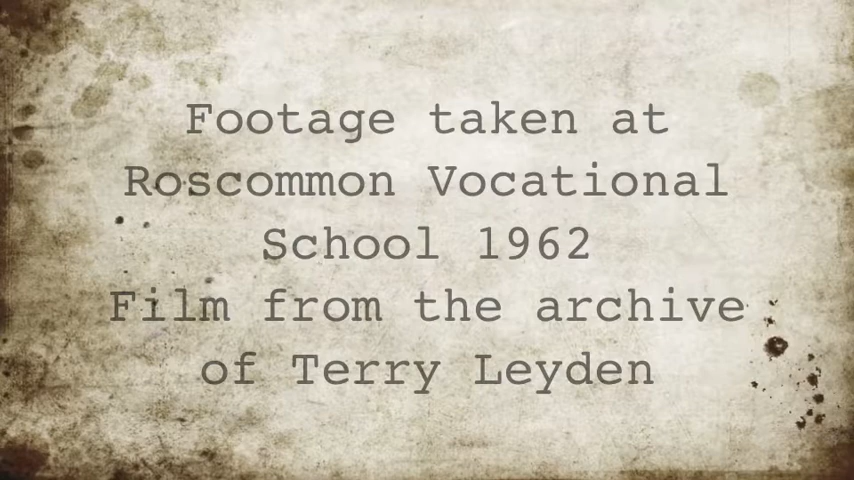 Footage taken at
Roscommon Vocational
School 1962
Film from the archive
of Terry Leyden